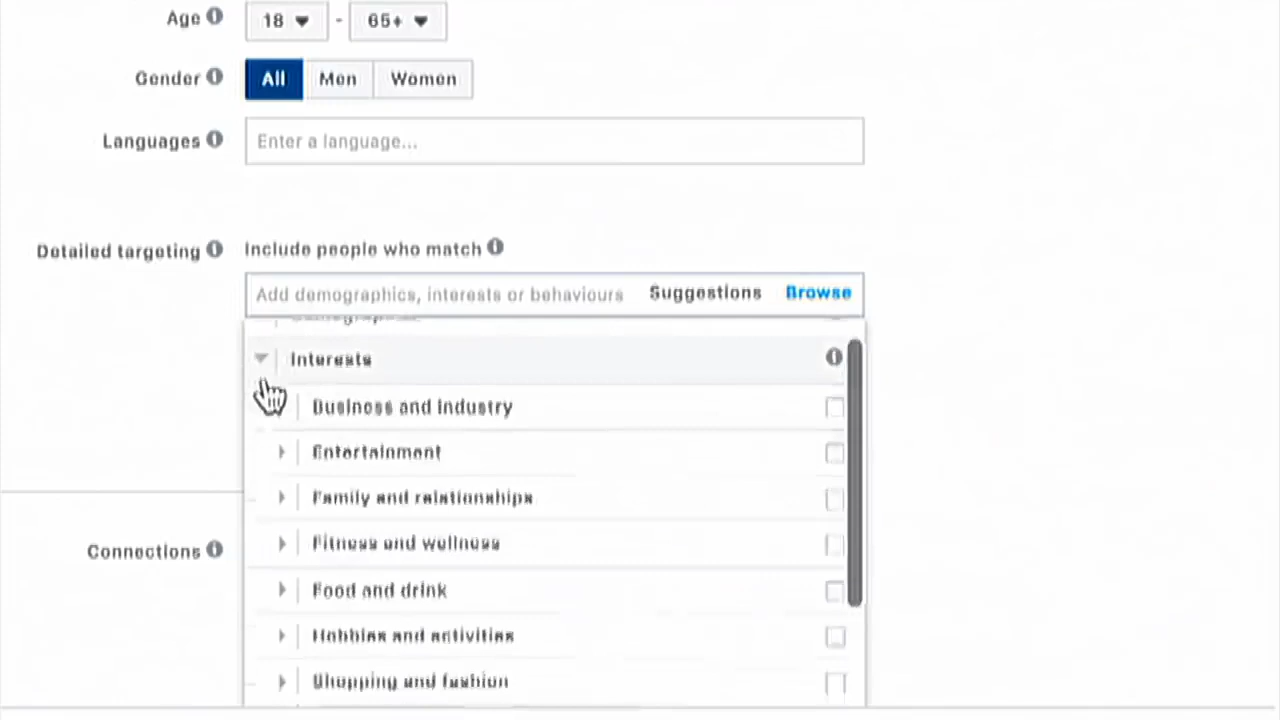 Age
18 - 65+
Gender
All Men Women
Languages
Enter a language...
Detailed targeting
Include people who match
Add demographics, interests or behaviours Suggestions Browse
Interests
Business and industry
Entertainment
Family and relationships
Fitness and wellness
Food and drink
Connections
Hobbies and activities
Shopping and fashion